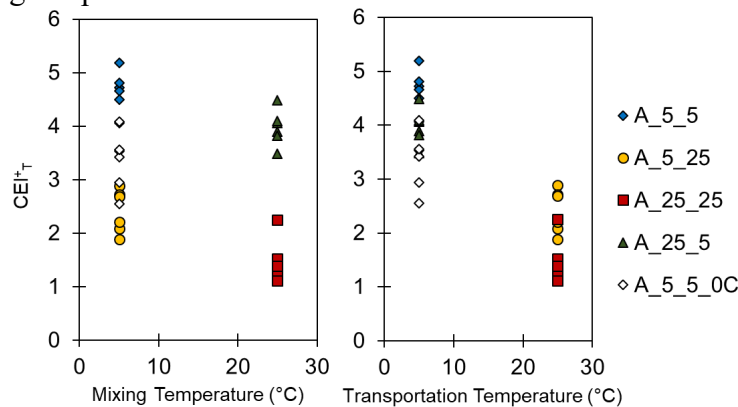 6
5
4
3
2
1
0
CEI⁺T
0 10 20 30
Mixing Temperature (°C)
6
5
4
3
2
1
0
0 10 20 30
Transportation Temperature (°C)
A_5_5
A_5_25
A_25_25
A_25_5
A_5_5_0C